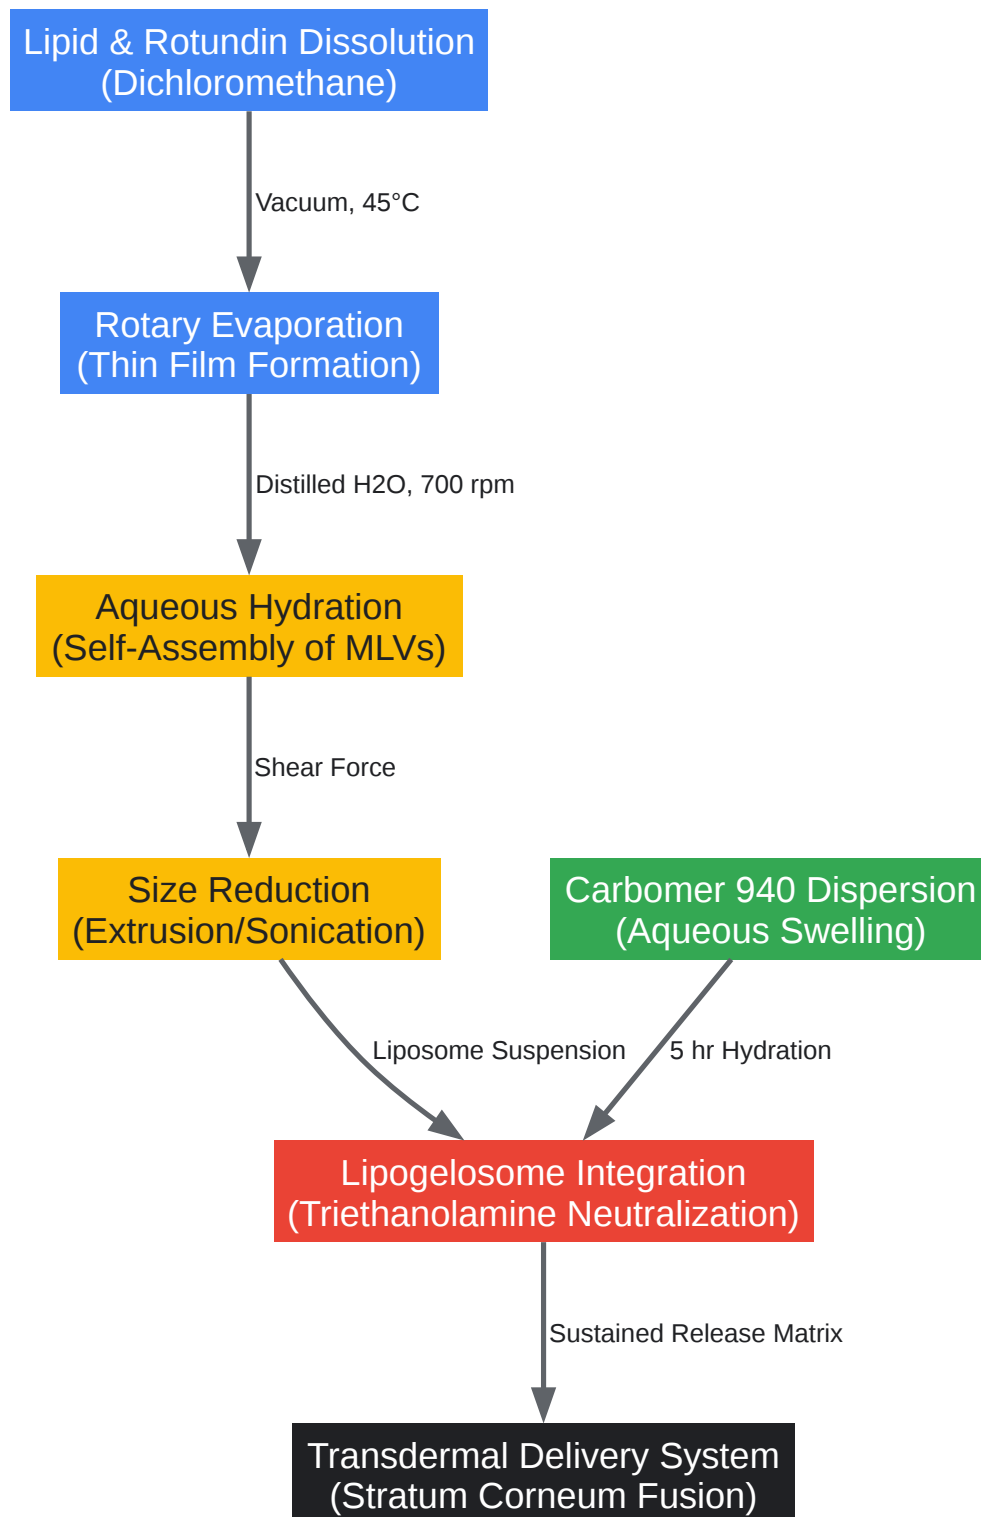 Lipid & Rotundin Dissolution
(Dichloromethane)
Vacuum, 45°C
Rotary Evaporation
(Thin Film Formation)
Distilled H2O, 700 rpm
Aqueous Hydration
(Self-Assembly of MLVs)
Shear Force
Size Reduction
(Extrusion/Sonication)
Carbomer 940 Dispersion
(Aqueous Swelling)
Liposome Suspension
5 hr Hydration
Lipogelosome Integration
(Triethanolamine Neutralization)
Sustained Release Matrix
Transdermal Delivery System
(Stratum Corneum Fusion)